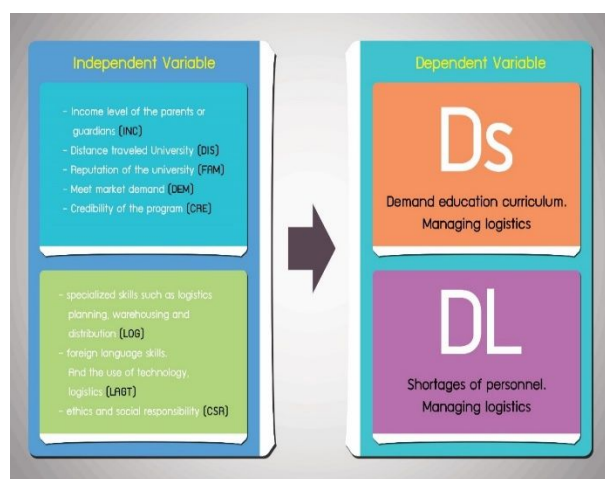 Independent Variable
- Income level of the parents or
guardians (INC)
- Distance traveled University (DIS)
- Reputation of the university (FAM)
- Meet market demand (DEM)
- Credibility of the program (CRE)
- specialized skills such as logistics
planning, warehousing and
distribution (LOG)
- foreign language skills.
And the use of technology,
logistics (LAGT)
- ethics and social responsibility (CSR)
Dependent Variable
Ds
Demand education curriculum.
Managing logistics
DL
Shortages of personnel.
Managing logistics